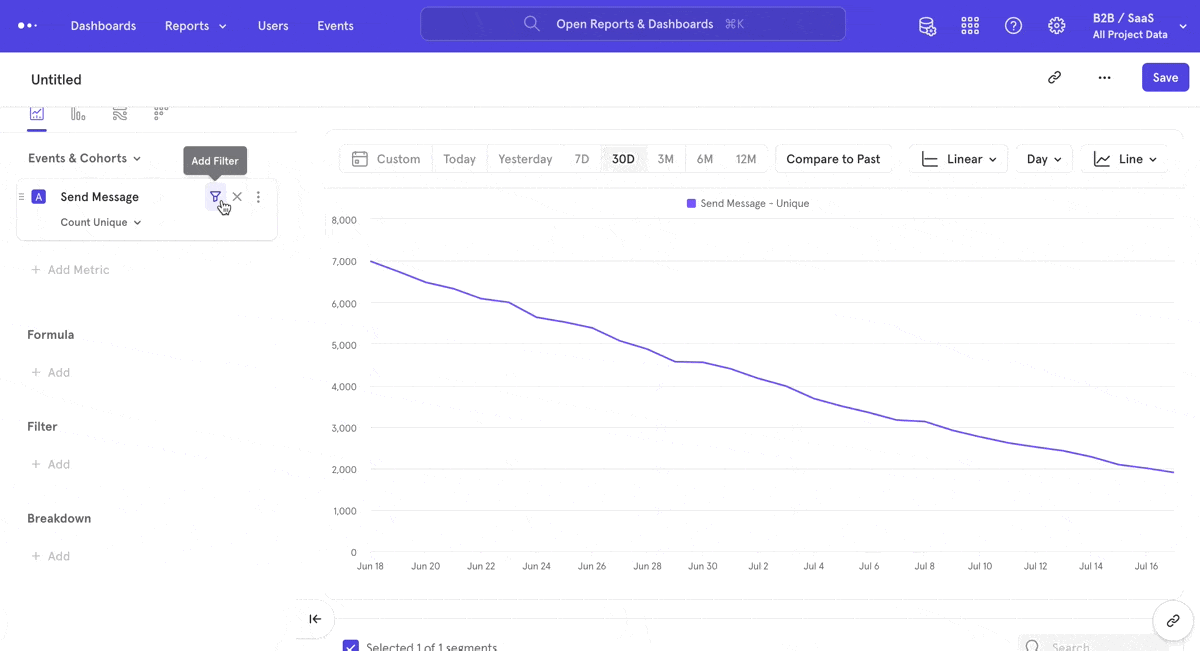 Dashboards Reports Users Events Open Reports & Dashboards ⌘K B2B / SaaS
All Project Data
Untitled Save
Events & Cohorts Add Filter
A Send Message
Count Unique
+ Add Metric
Formula
+ Add
Filter
+ Add
Breakdown
+ Add
Custom Today Yesterday 7D 30D 3M 6M 12M Compare to Past Linear Day Line
Send Message - Unique
8,000
7,000
6,000
5,000
4,000
3,000
2,000
1,000
0
Jun 18 Jun 20 Jun 22 Jun 24 Jun 26 Jun 28 Jun 30 Jul 2 Jul 4 Jul 6 Jul 8 Jul 10 Jul 12 Jul 14 Jul 16
Selected 1 of 1 segments Search